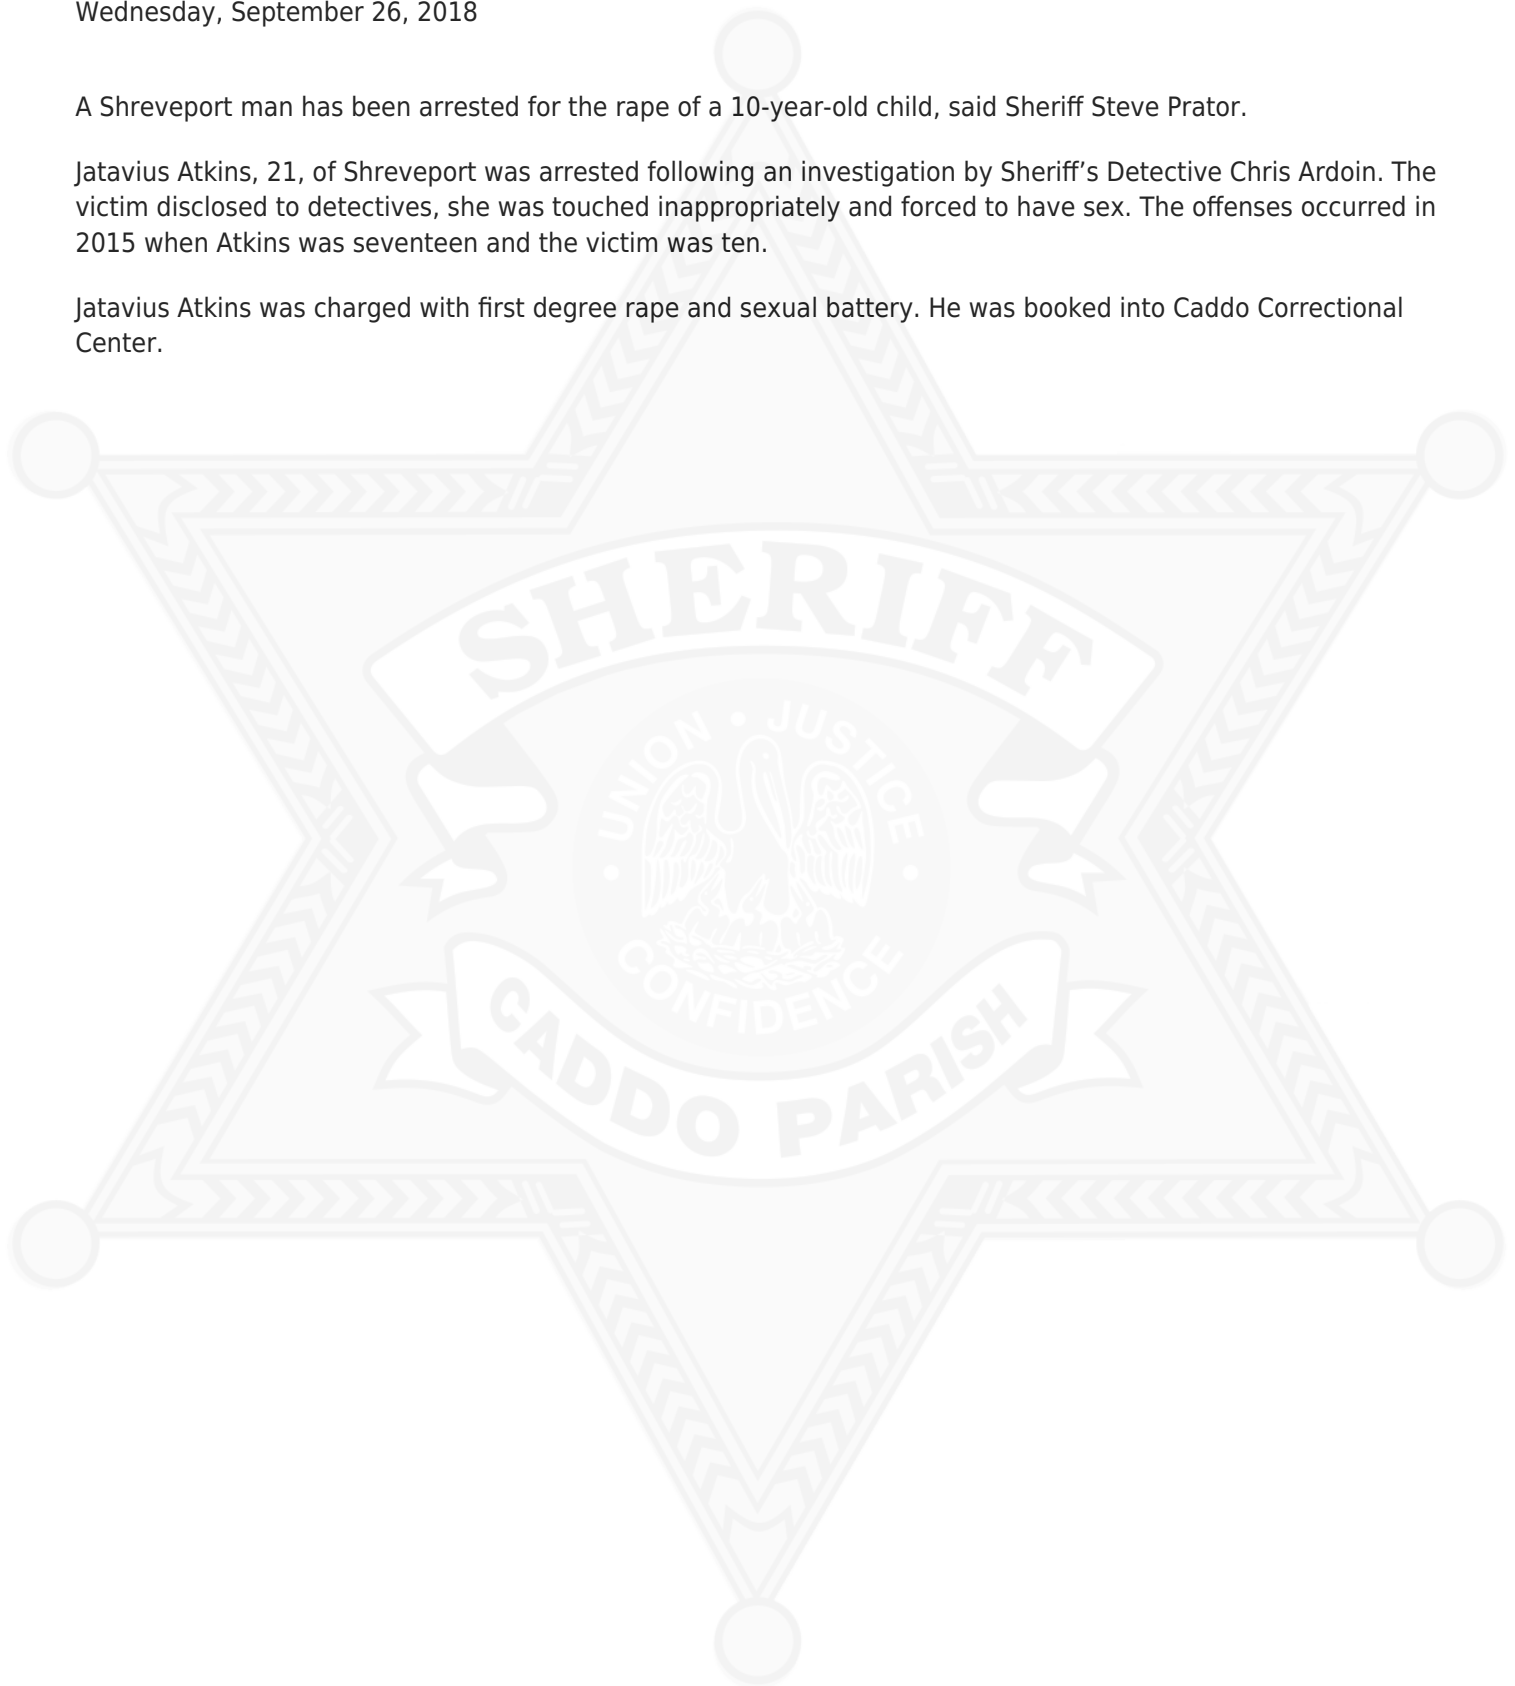 Wednesday, September 26, 2018
A Shreveport man has been arrested for the rape of a 10-year-old child, said Sheriff Steve Prator.
Jatavius Atkins, 21, of Shreveport was arrested following an investigation by Sheriff’s Detective Chris Ardoin. The
victim disclosed to detectives, she was touched inappropriately and forced to have sex. The offenses occurred in
2015 when Atkins was seventeen and the victim was ten.
Jatavius Atkins was charged with first degree rape and sexual battery. He was booked into Caddo Correctional
Center.
SHERIFF
UNION • JUSTICE
• CONFIDENCE •
CADDO PARISH